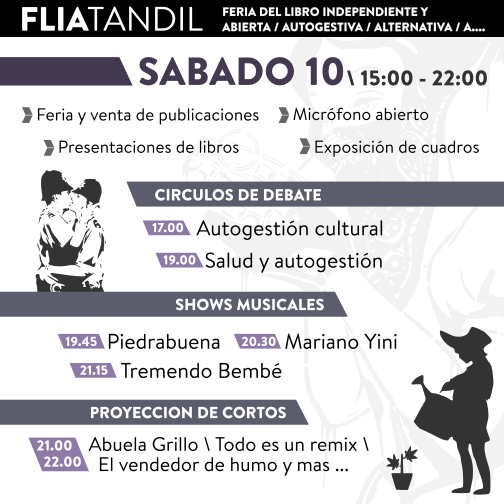 FLIATANDIL
FERIA DEL LIBRO INDEPENDIENTE Y
ABIERTA / AUTOGESTIVA / ALTERNATIVA / A....
SABADO 10 \ 15:00 - 22:00
Feria y venta de publicaciones
Micrófono abierto
Presentaciones de libros
Exposición de cuadros
CIRCULOS DE DEBATE
17.00 Autogestión cultural
19.00 Salud y autogestión
SHOWS MUSICALES
19.45 Piedrabuena
20.30 Mariano Yini
21.15 Tremendo Bembé
PROYECCION DE CORTOS
21.00 Abuela Grillo \ Todo es un remix \
22.00 El vendedor de humo y mas ...